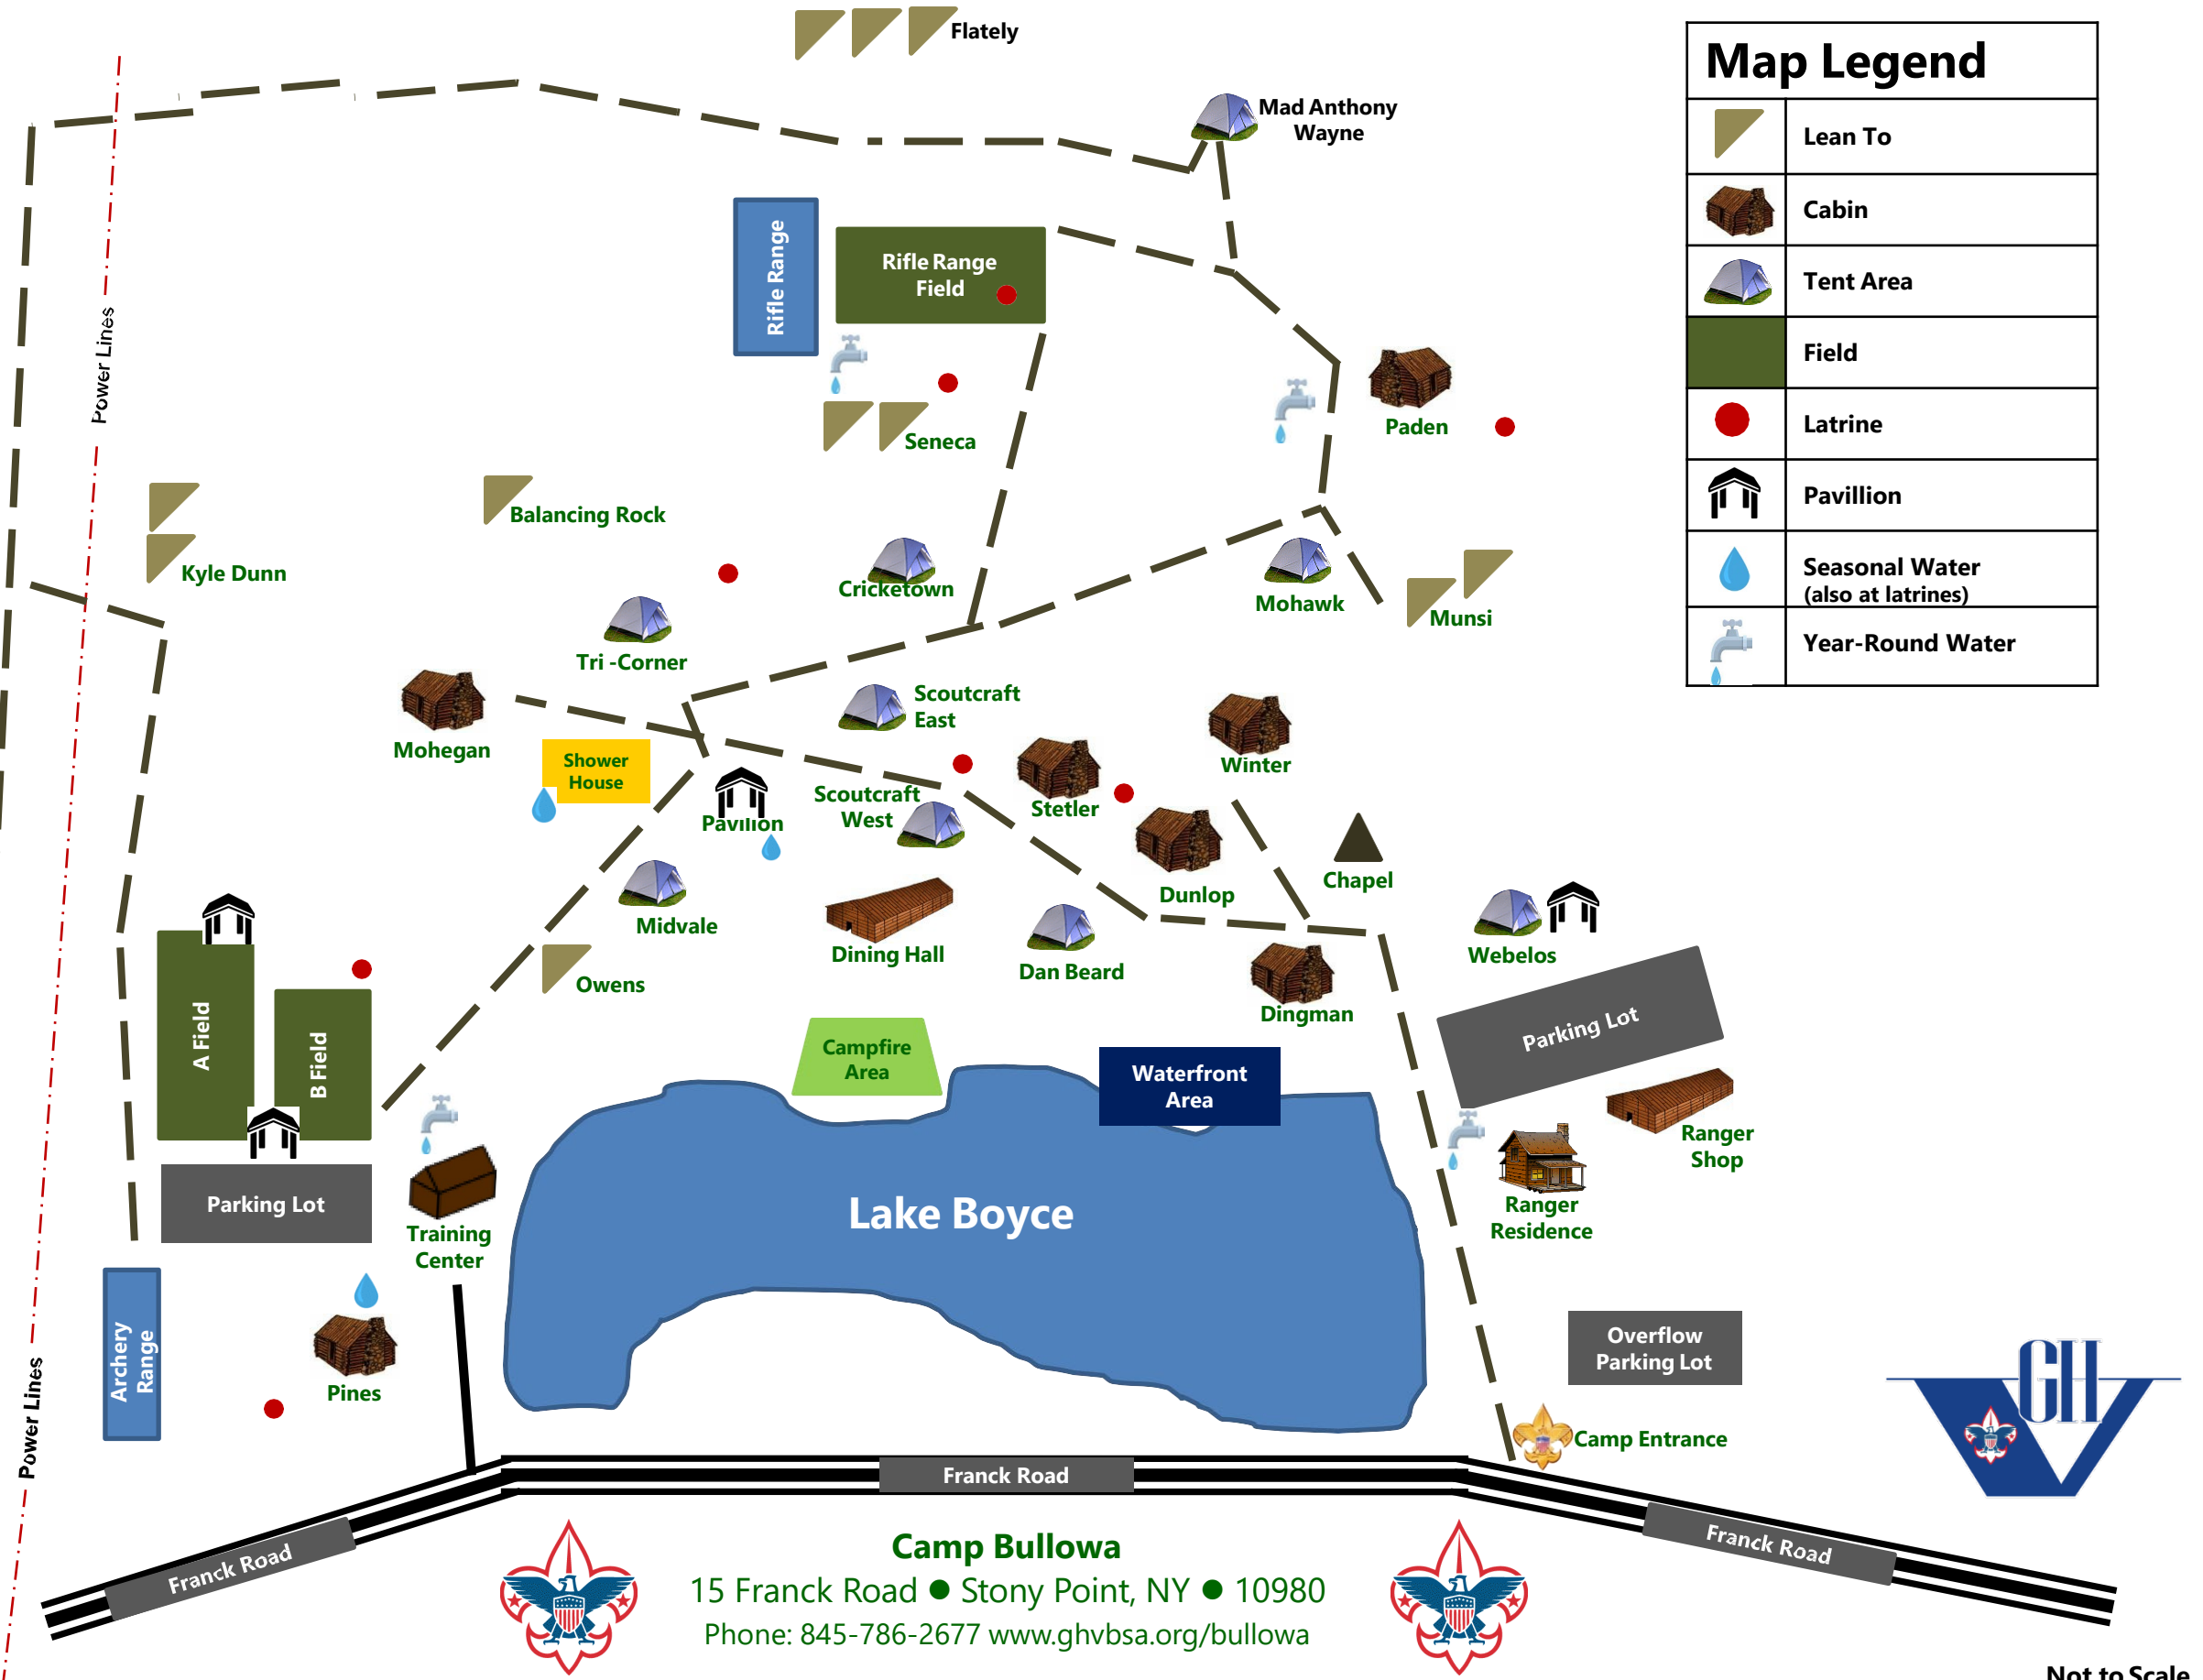 Flately
Mad Anthony
Wayne
Map Legend
Lean To
Cabin
Tent Area
Field
Latrine
Pavillion
Seasonal Water
(also at latrines)
Year-Round Water
Rifle Range
Rifle Range
Field
Power Lines
Paden
Seneca
Balancing Rock
Kyle Dunn
Cricketown
Mohawk
Munsi
Tri -Corner
Scoutcraft
East
Mohegan
Shower
House
Winter
Scoutcraft
West
Stetler
Pavilion
Dunlop
Chapel
Midvale
Dining Hall
Dan Beard
Webelos
Owens
Dingman
A Field
B Field
Parking Lot
Campfire
Area
Waterfront
Area
Ranger
Shop
Parking Lot
Lake Boyce
Ranger
Residence
Training
Center
Archery
Range
Pines
Overflow
Parking Lot
GH
V
Power Lines
Camp Entrance
Franck Road
Franck Road
Franck Road
Camp Bullowa
15 Franck Road ● Stony Point, NY ● 10980
Phone: 845-786-2677 www.ghvbsa.org/bullowa
Not to Scale